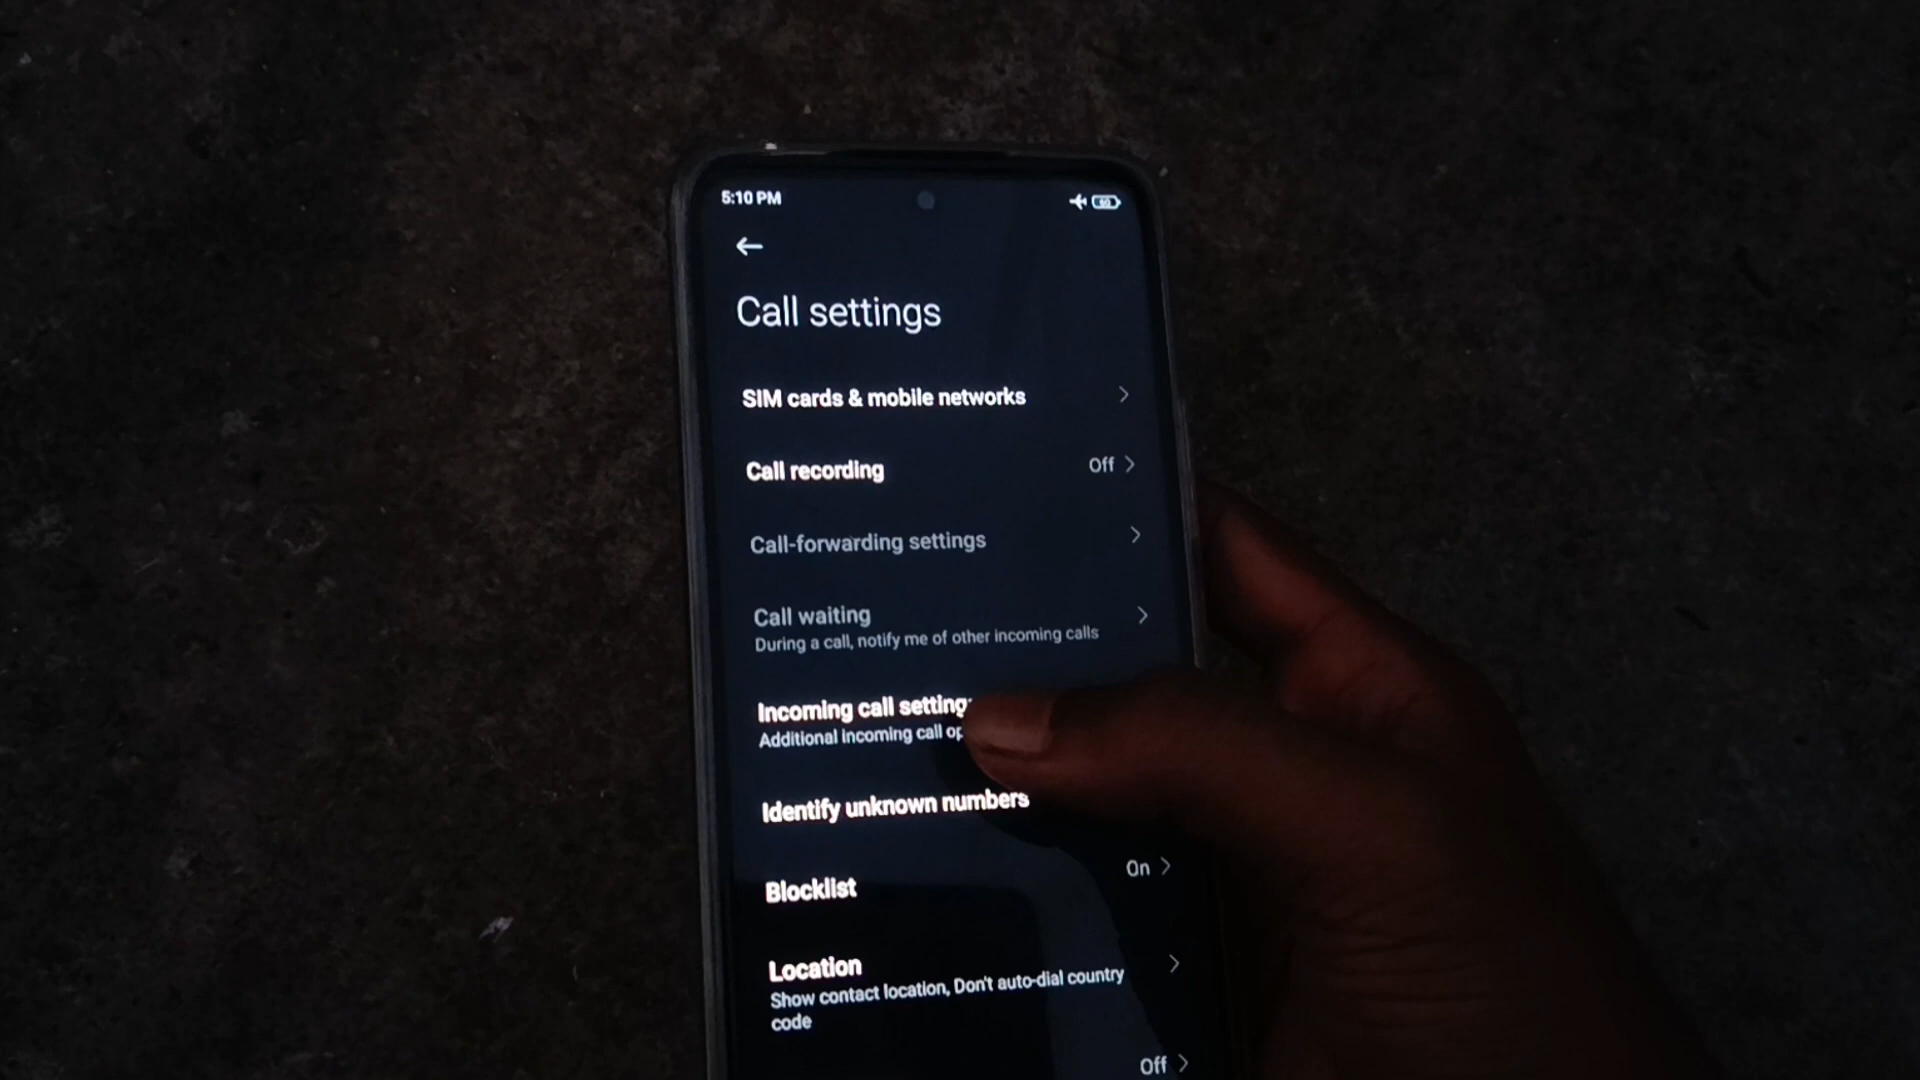 5:10 PM
Call settings
SIM cards & mobile networks
Call recording Off
Call-forwarding settings
Call waiting
During a call, notify me of other incoming calls
Incoming call
Additional incoming call
Identify unknown numbers
Blocklist On
Location
Show contact location, Don't auto-dial country
code
Off